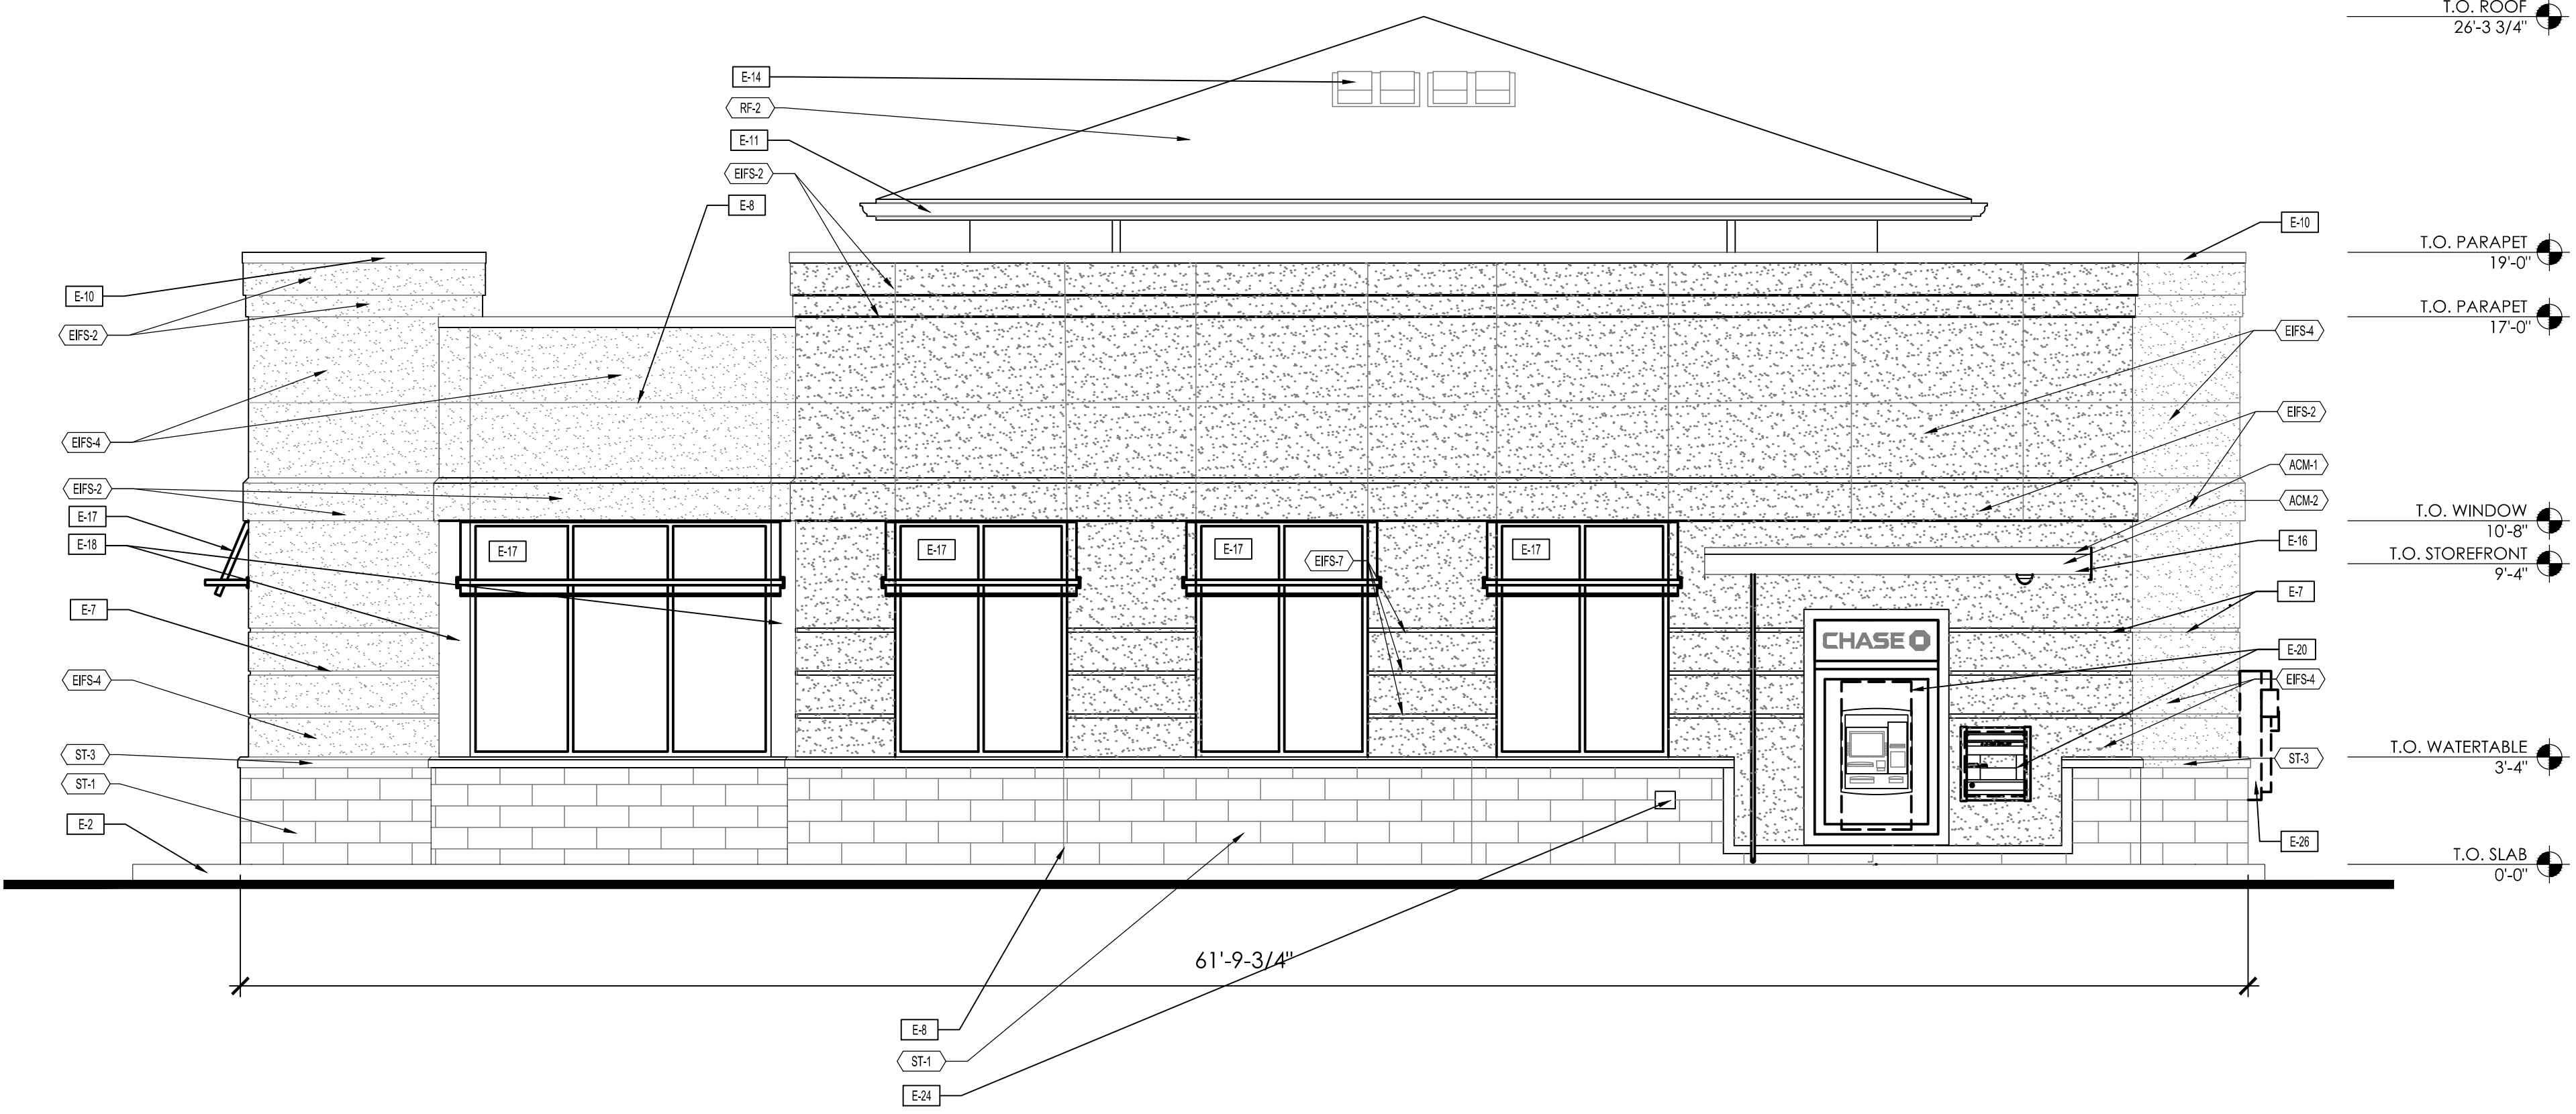 T.O. ROOF
26'-3 3/4"
E-14
RF-2
E-11
EIFS-2
E-8
E-10
T.O. PARAPET
19'-0"
E-10
EIFS-2
T.O. PARAPET
17'-0"
EIFS-4
EIFS-2
EIFS-4
ACM-1
EIFS-2
ACM-2
E-17
T.O. WINDOW
10'-8"
E-18
E-17
E-17
E-17
E-17
E-16
EIFS-7
T.O. STOREFRONT
9'-4"
E-7
E-7
CHASE
E-20
EIFS-4
EIFS-4
ST-3
T.O. WATERTABLE
3'-4"
ST-3
ST-1
E-2
E-26
T.O. SLAB
0'-0"
61'-9-3/4"
E-8
ST-1
E-24